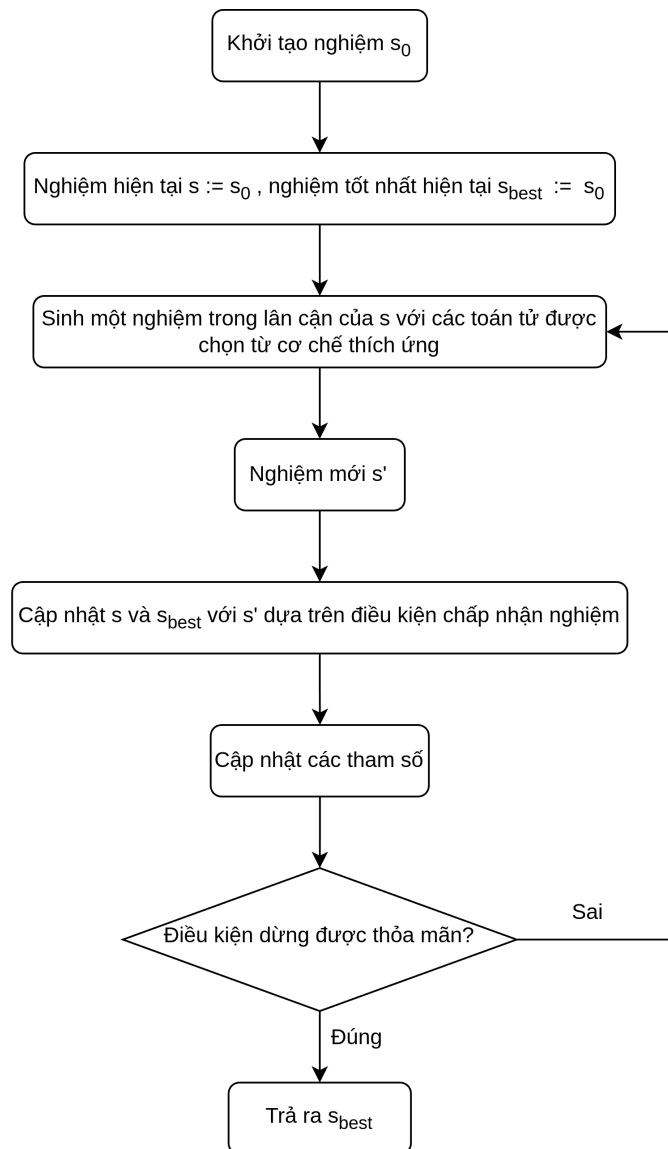 Khởi tạo nghiệm s₀
Nghiệm hiện tại s := s₀ , nghiệm tốt nhất hiện tại s_best := s₀
Sinh một nghiệm trong lân cận của s với các toán tử được
chọn từ cơ chế thích ứng
Nghiệm mới s'
Cập nhật s và s_best với s' dựa trên điều kiện chấp nhận nghiệm
Cập nhật các tham số
Điều kiện dừng được thỏa mãn?
Sai
Đúng
Trả ra s_best